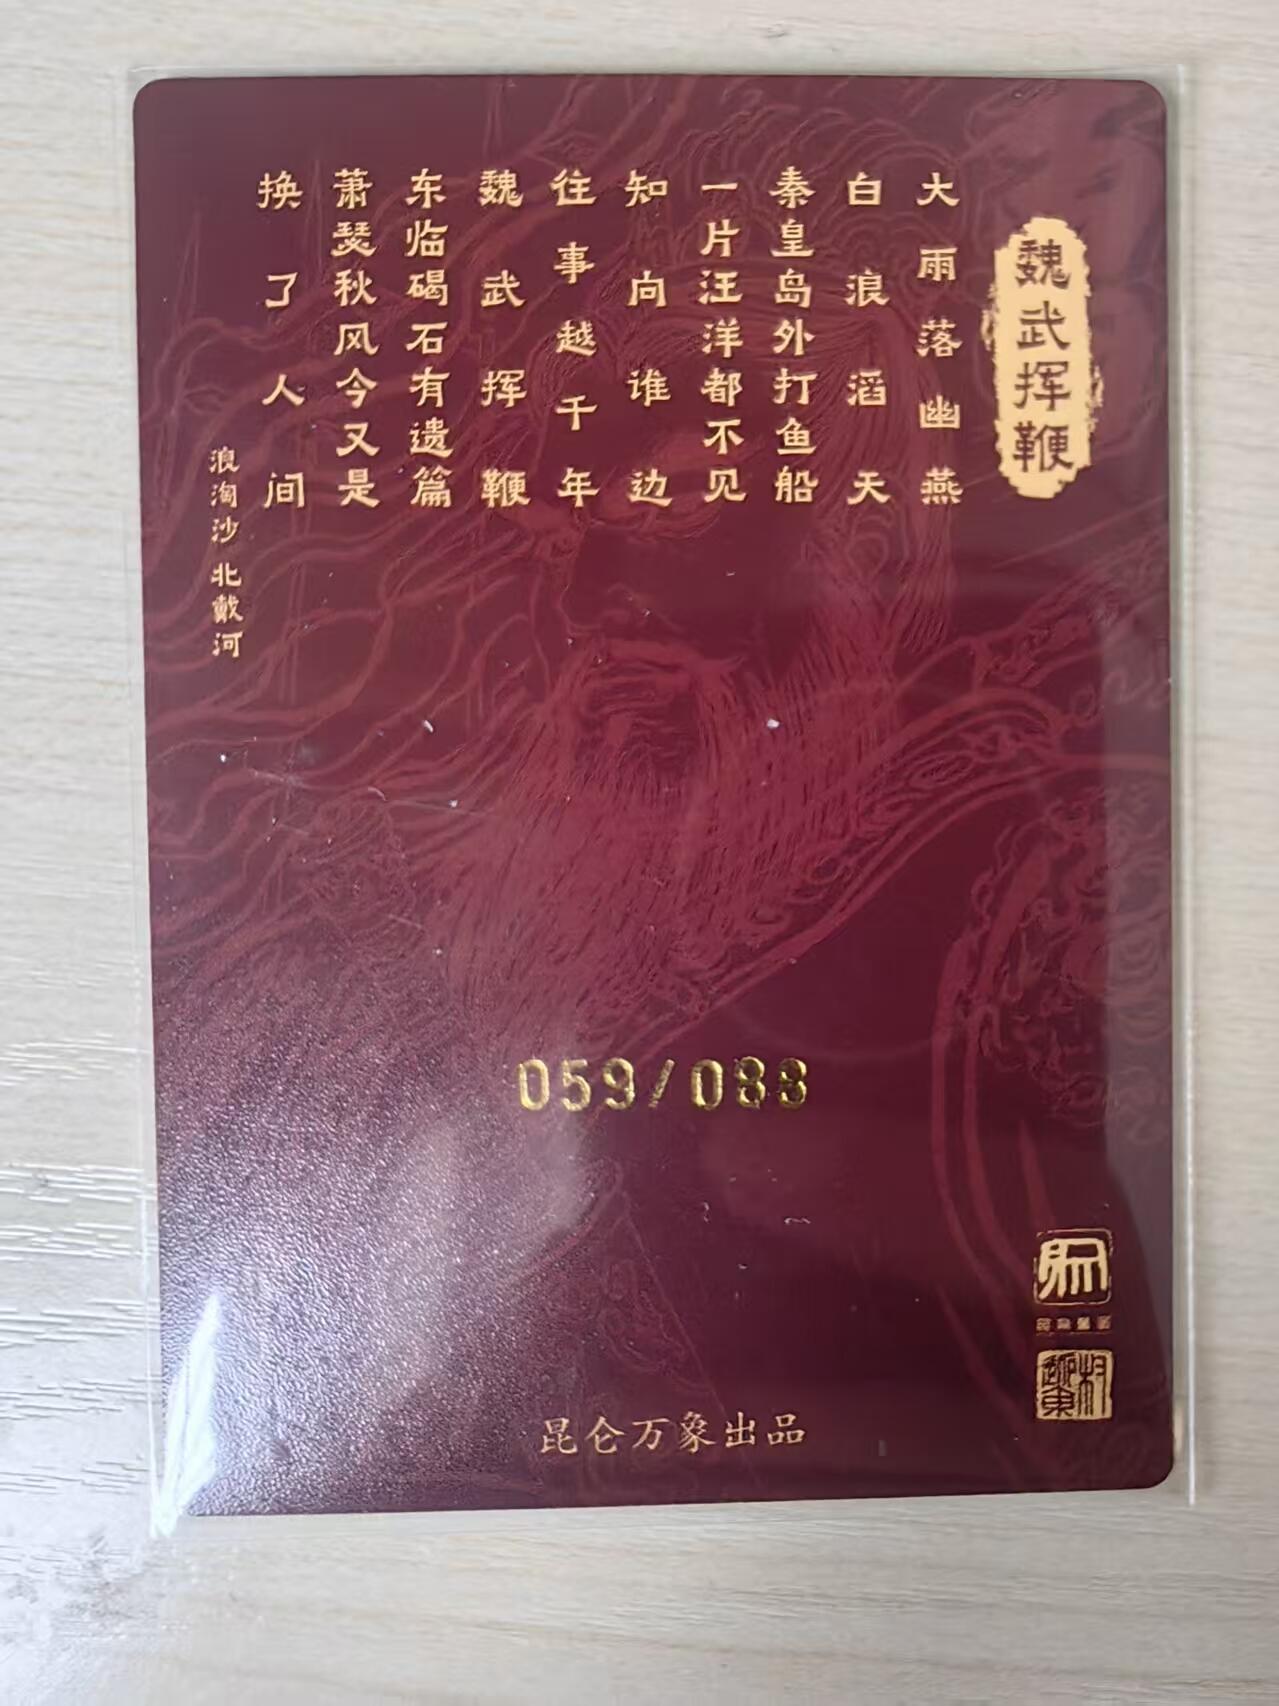 魏武挥鞭
大雨落幽燕
白浪滔天
秦皇岛外打鱼船
一片汪洋都不见
知向谁边
往事越千年
魏武挥鞭
东临碣石有遗篇
萧瑟秋风今又是
换了人间
浪淘沙 北戴河
059/088
昆仑万象出品